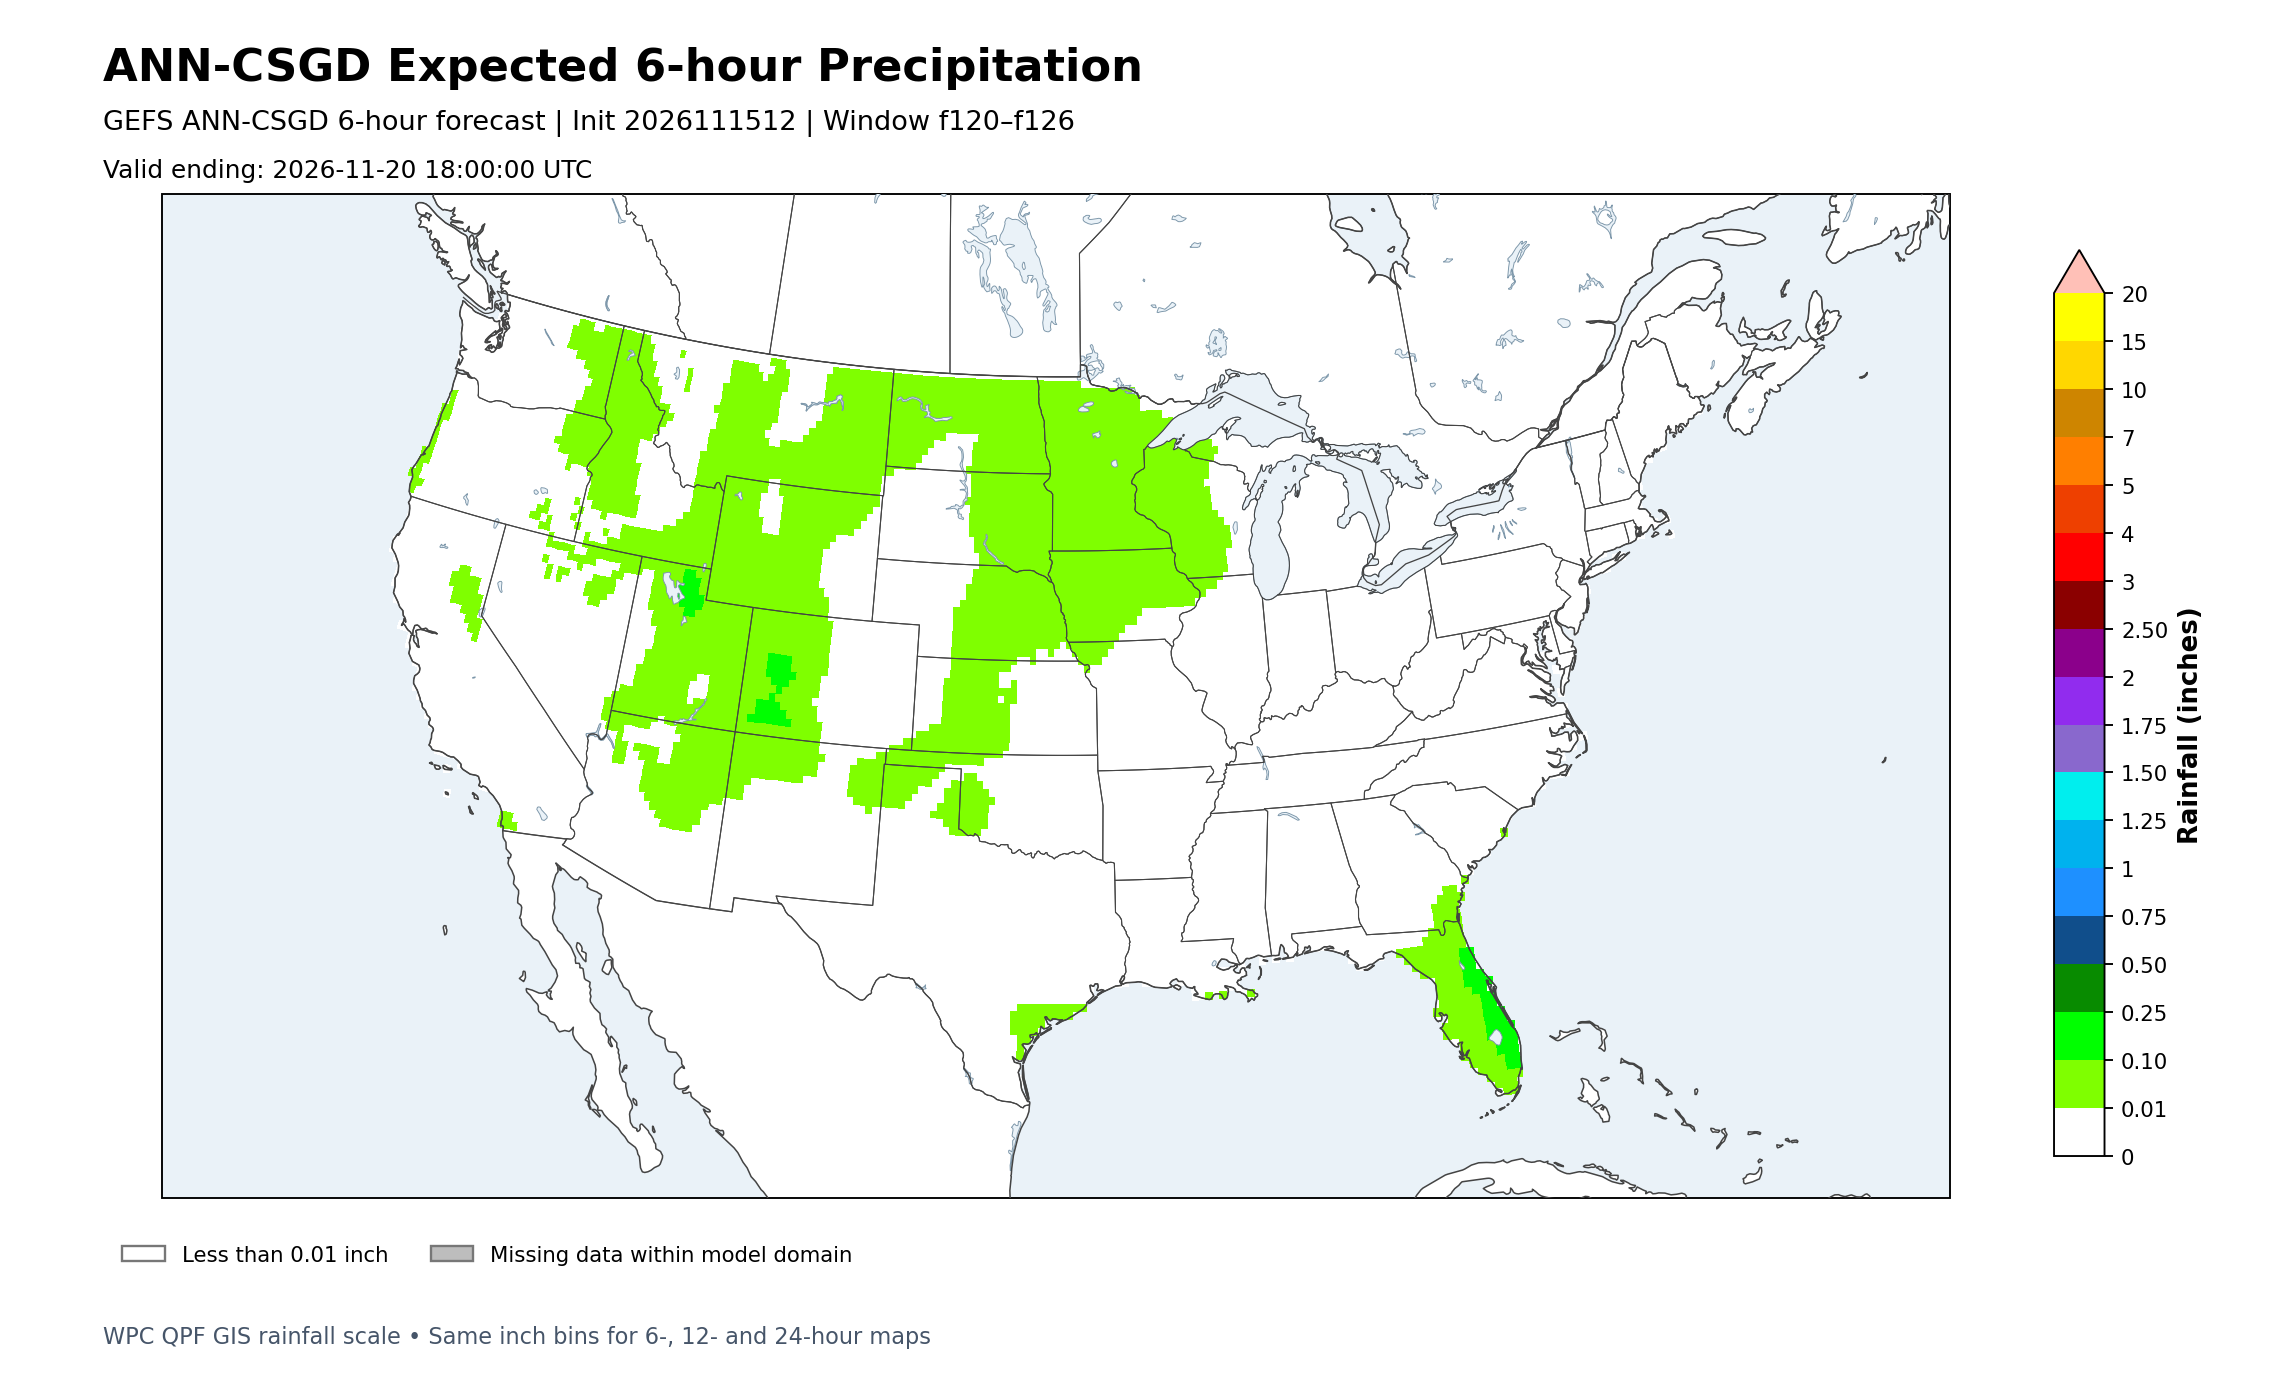 ANN-CSGD Expected 6-hour Precipitation
GEFS ANN-CSGD 6-hour forecast | Init 2026111512 | Window f120–f126
Valid ending: 2026-11-20 18:00:00 UTC
20
15
10
7
5
4
3
2.50
2
1.75
1.50
1.25
1
0.75
0.50
0.25
0.10
0.01
0
Rainfall (inches)
Less than 0.01 inch
Missing data within model domain
WPC QPF GIS rainfall scale • Same inch bins for 6-, 12- and 24-hour maps